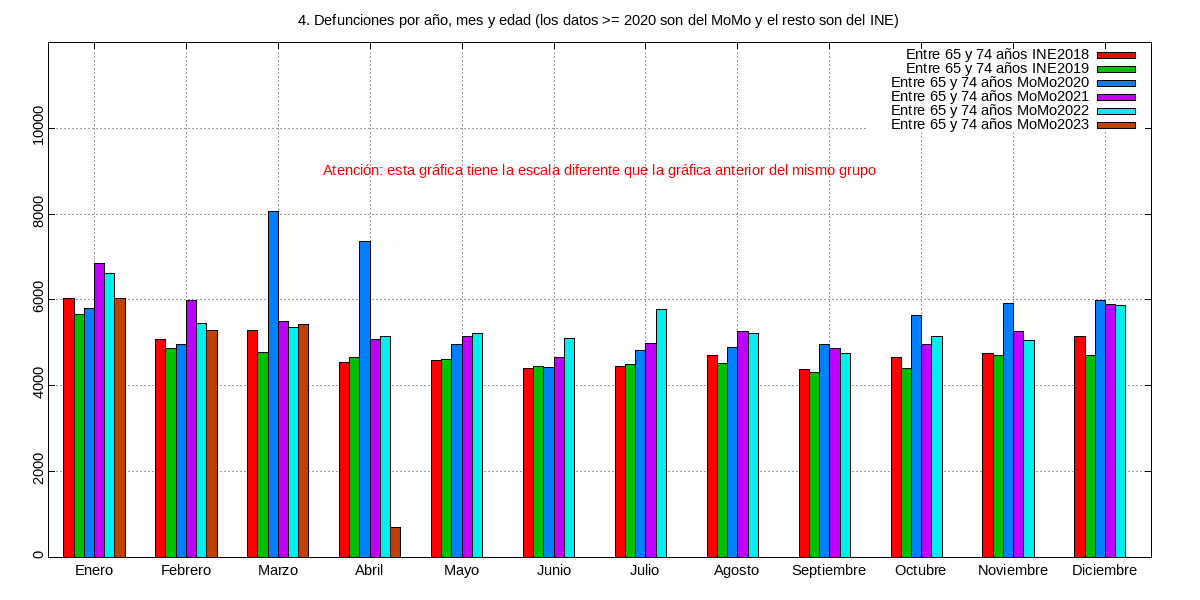 4. Defunciones por año, mes y edad (los datos >= 2020 son del MoMo y el resto son del INE)
Entre 65 y 74 años INE2018
Entre 65 y 74 años INE2019
Entre 65 y 74 años MoMo2020
Entre 65 y 74 años MoMo2021
Entre 65 y 74 años MoMo2022
Entre 65 y 74 años MoMo2023
Atención: esta gráfica tiene la escala diferente que la gráfica anterior del mismo grupo
10000
8000
6000
4000
2000
0
Enero Febrero Marzo Abril Mayo Junio Julio Agosto Septiembre Octubre Noviembre Diciembre